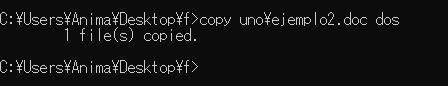 C:¥Users¥Anima¥Desktop¥f>copy uno¥ejemplo2.doc dos
        1 file(s) copied.
C:¥Users¥Anima¥Desktop¥f>